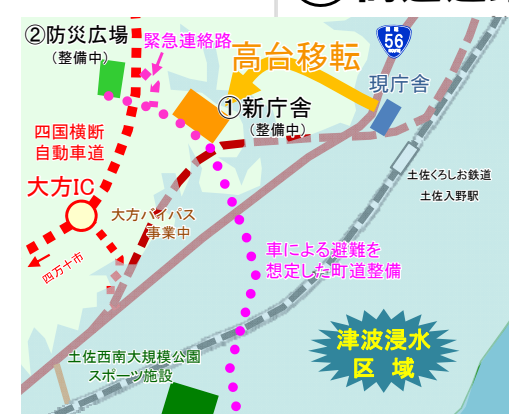 ②防災広場
(整備中)
緊急連絡路
高台移転
56
現庁舎
①新庁舎
(整備中)
四国横断
自動車道
大方IC
大方バイパス
事業中
四万十市
土佐くろしお鉄道
土佐入野駅
車による避難を
想定した町道整備
津波浸水
区 域
土佐西南大規模公園
スポーツ施設